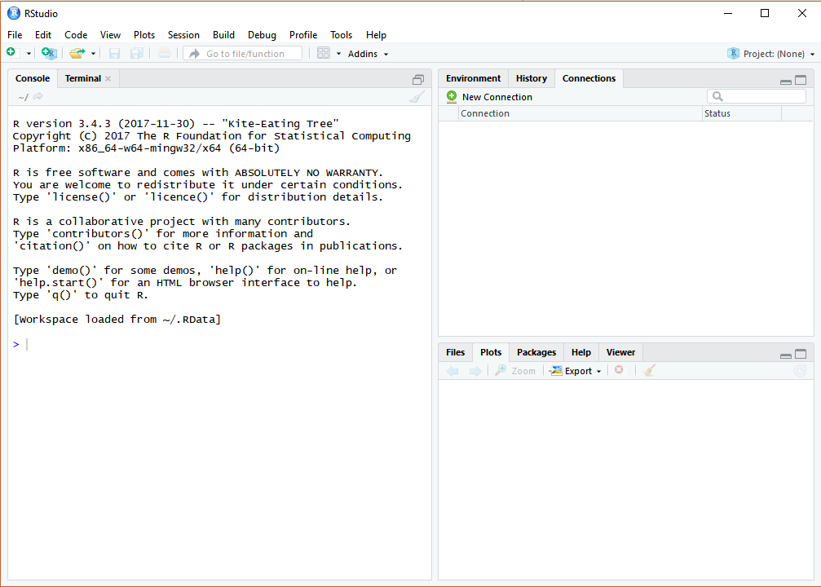 RStudio
File Edit Code View Plots Session Build Debug Profile Tools Help
Go to file/function Addins Project: (None)
Console Terminal
~/
R version 3.4.3 (2017-11-30) -- "Kite-Eating Tree"
Copyright (C) 2017 The R Foundation for Statistical Computing
Platform: x86_64-w64-mingw32/x64 (64-bit)
R is free software and comes with ABSOLUTELY NO WARRANTY.
You are welcome to redistribute it under certain conditions.
Type 'license()' or 'licence()' for distribution details.
R is a collaborative project with many contributors.
Type 'contributors()' for more information and
'citation()' on how to cite R or R packages in publications.
Type 'demo()' for some demos, 'help()' for on-line help, or
'help.start()' for an HTML browser interface to help.
Type 'q()' to quit R.
[Workspace loaded from ~/.RData]
>
Environment History Connections
New Connection
Connection Status
Files Plots Packages Help Viewer
Zoom Export